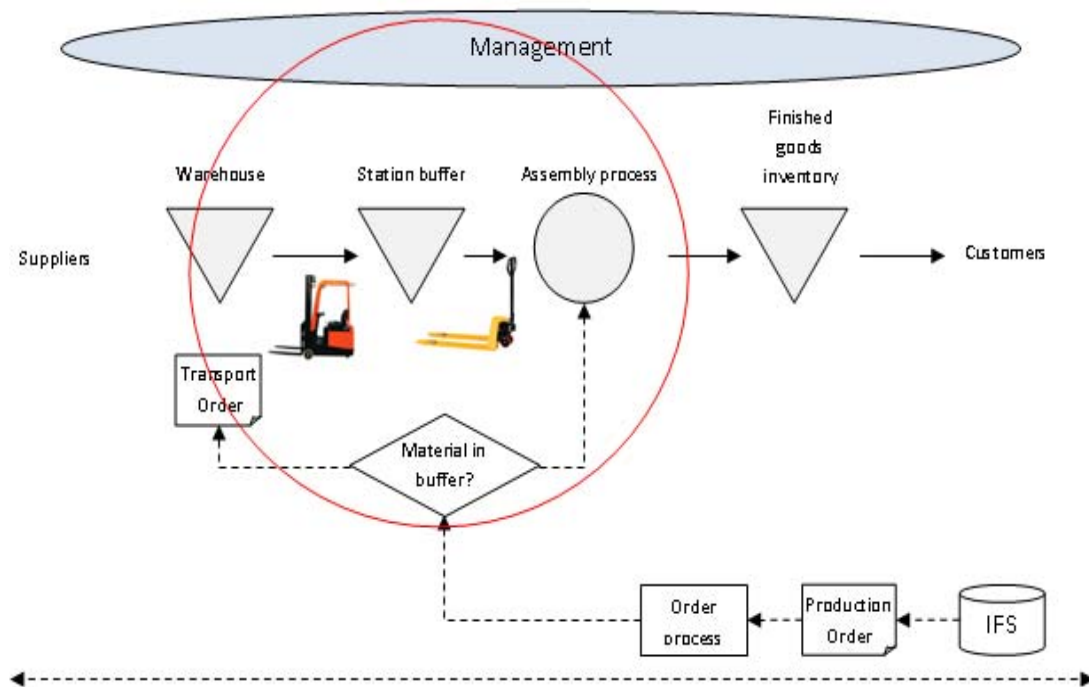 Management
Finished
goods
inventory
Warehouse
Station buffer
Assembly process
Suppliers
Customers
Transport
Order
Material in
buffer?
Order
process
Production
Order
IFS